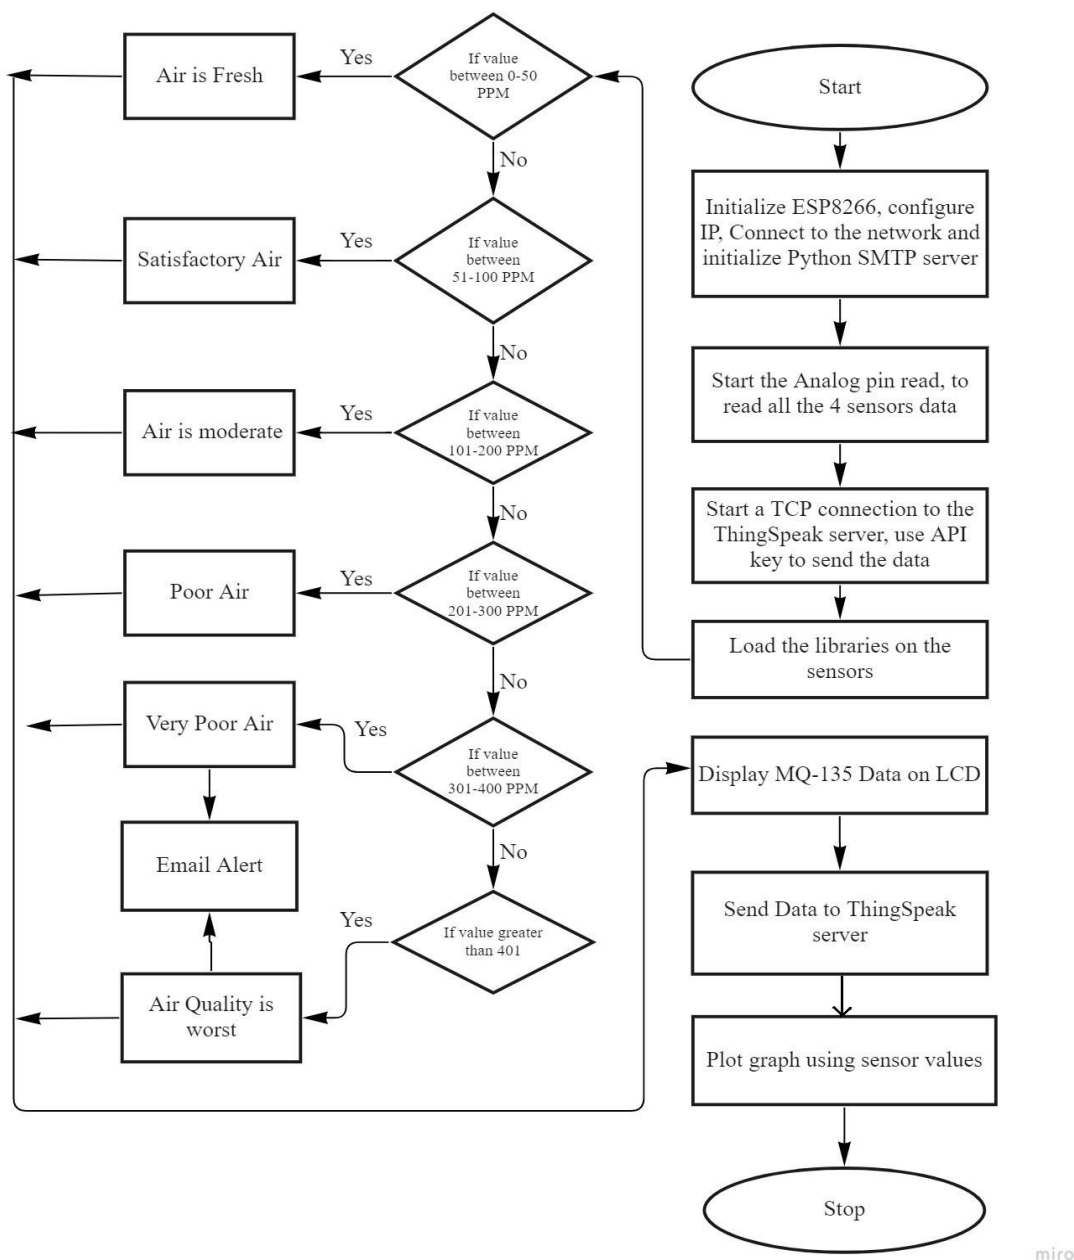 Start
Initialize ESP8266, configure
IP, Connect to the network and
initialize Python SMTP server
Start the Analog pin read, to
read all the 4 sensors data
Start a TCP connection to the
ThingSpeak server, use API
key to send the data
Load the libraries on the
sensors
If value
between 0-50
PPM
Yes
Air is Fresh
No
If value
between
51-100 PPM
Yes
Satisfactory Air
No
If value
between
101-200 PPM
Yes
Air is moderate
No
If value
between
201-300 PPM
Yes
Poor Air
No
If value
between
301-400 PPM
Yes
Very Poor Air
Email Alert
No
If value greater
than 401
Yes
Air Quality is
worst
Display MQ-135 Data on LCD
Send Data to ThingSpeak
server
Plot graph using sensor values
Stop
miro